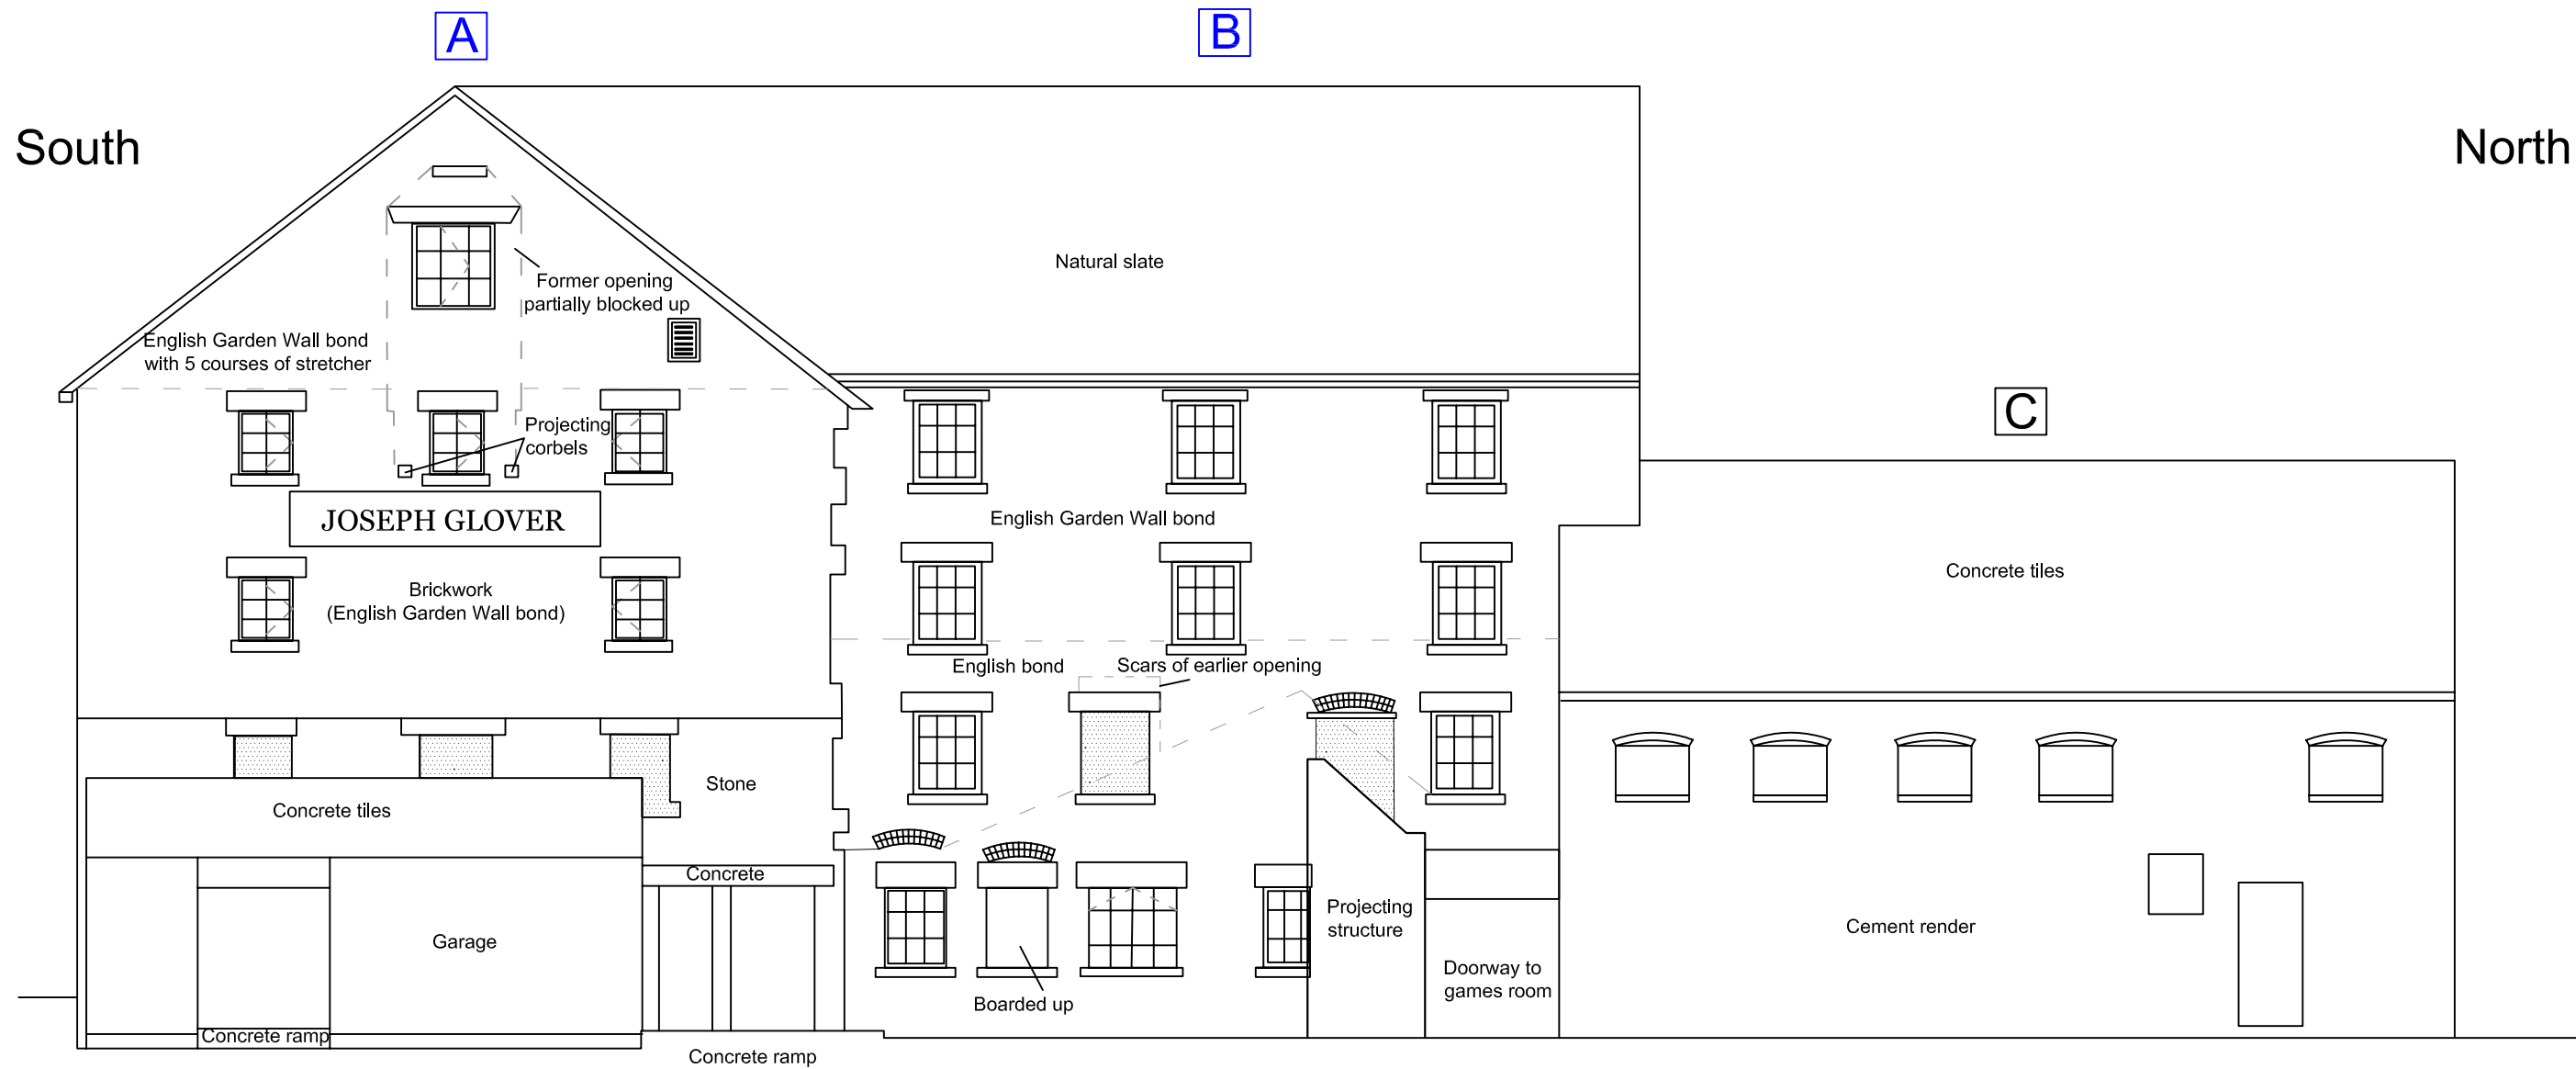 A
B
South
North
Natural slate
Former opening
partially blocked up
English Garden Wall bond
with 5 courses of stretcher
C
Projecting
corbels
JOSEPH GLOVER
English Garden Wall bond
Concrete tiles
Brickwork
(English Garden Wall bond)
English bond
Scars of earlier opening
Stone
Concrete tiles
Concrete
Projecting
structure
Cement render
Garage
Doorway to
games room
Boarded up
Concrete ramp
Concrete ramp